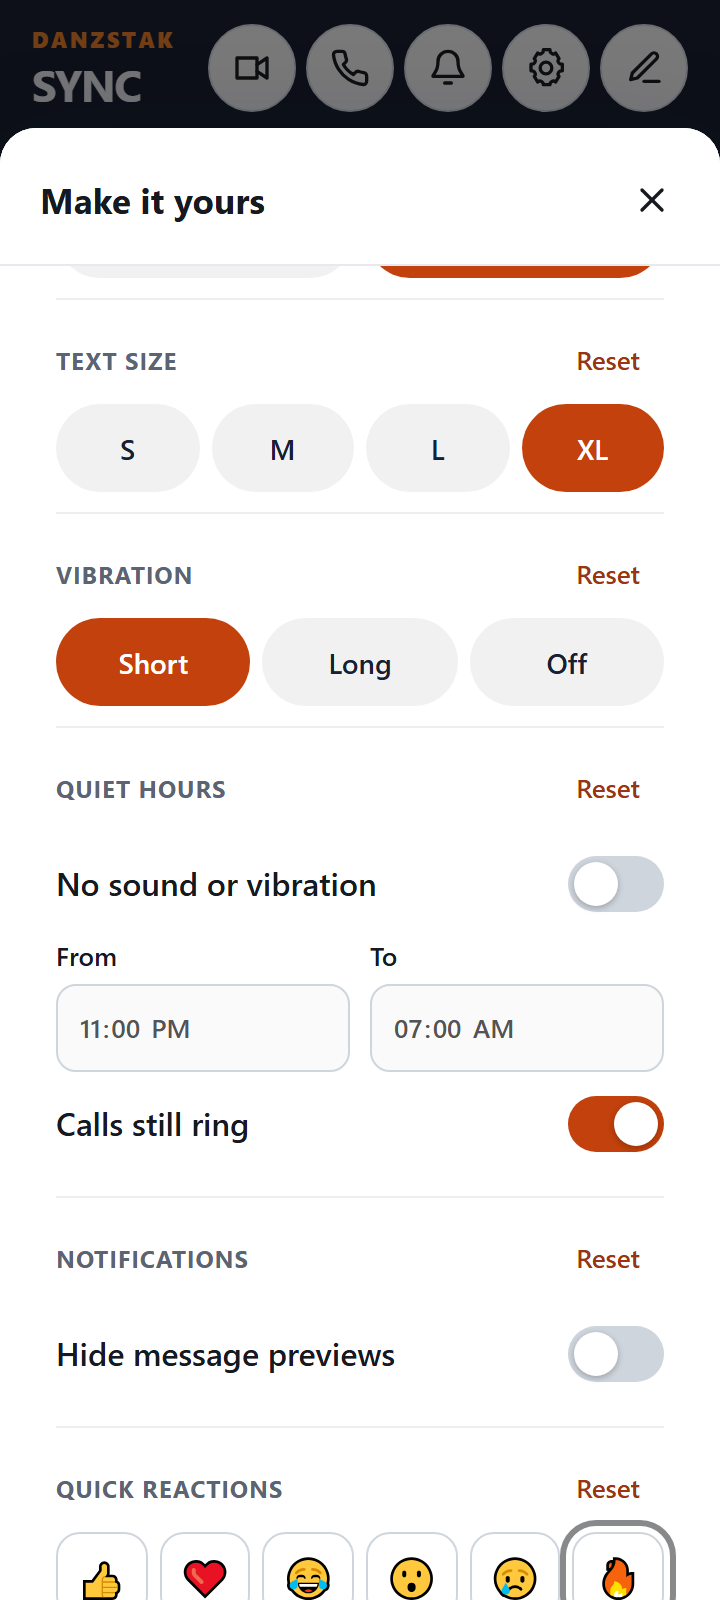 DANZSTAK
SYNC
Make it yours
TEXT SIZE Reset
S M L XL
VIBRATION Reset
Short Long Off
QUIET HOURS Reset
No sound or vibration
From To
11:00 PM 07:00 AM
Calls still ring
NOTIFICATIONS Reset
Hide message previews
QUICK REACTIONS Reset